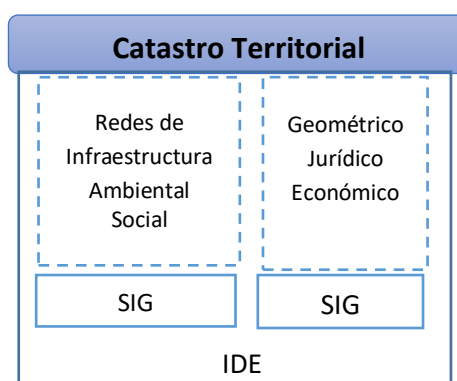 Catastro Territorial
Redes de
Infraestructura
Ambiental
Social
Geométrico
Jurídico
Económico
SIG
SIG
IDE